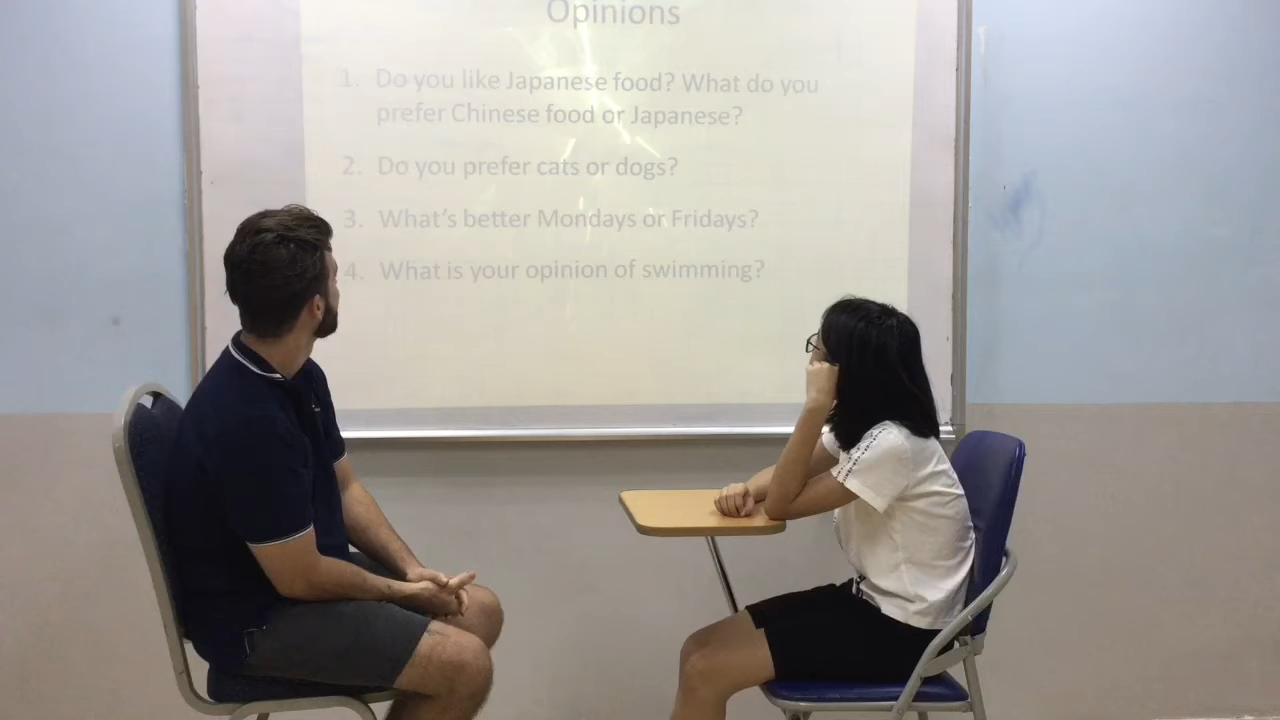 Opinions
1. Do you like Japanese food? What do you
prefer Chinese food or Japanese?
2. Do you prefer cats or dogs?
3. What's better Mondays or Fridays?
4. What is your opinion of swimming?